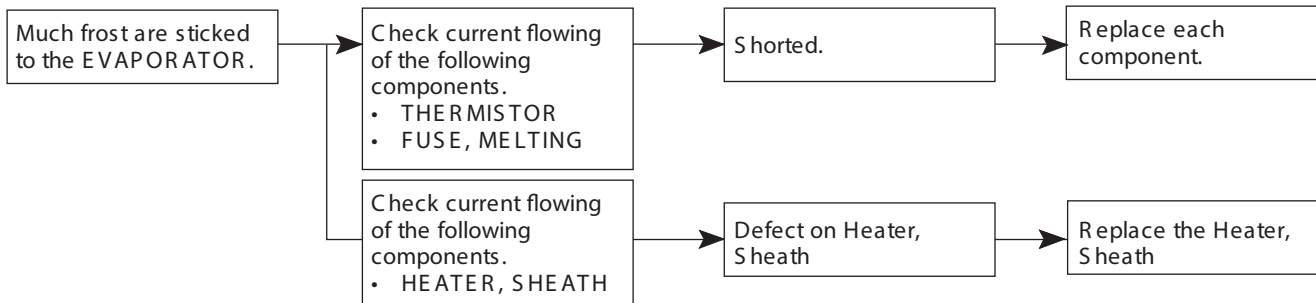 Much frost are sticked
to the EVAPORATOR.
Check current flowing
of the following
components.
• THERMISTOR
• FUSE, MELTING
Shorted.
Replace each
component.
Check current flowing
of the following
components.
• HEATER, SHEATH
Defect on Heater,
Sheath
Replace the Heater,
Sheath